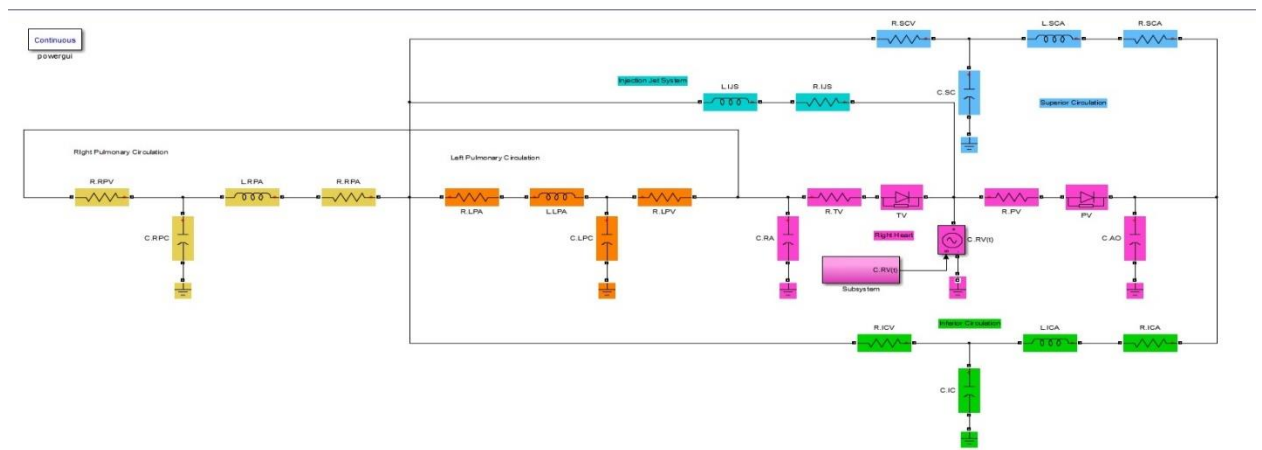 R.SCV
L.SCA
R.SCA
Continuous
powergui
Injection Jet System
L.IJS
R.IJS
C.SC
Superior Circulation
Right Pulmonary Circulation
Left Pulmonary Circulation
R.RPV
L.RPA
R.RPA
R.LPA
L.LPA
R.LPV
R.TV
TV
R.PV
PV
C.RPC
C.LPC
C.RA
Right Heart
C.RV(t)
C.AO
C.RV(t)
Subsystem
Inferior Circulation
R.ICV
L.ICA
R.ICA
C.IC